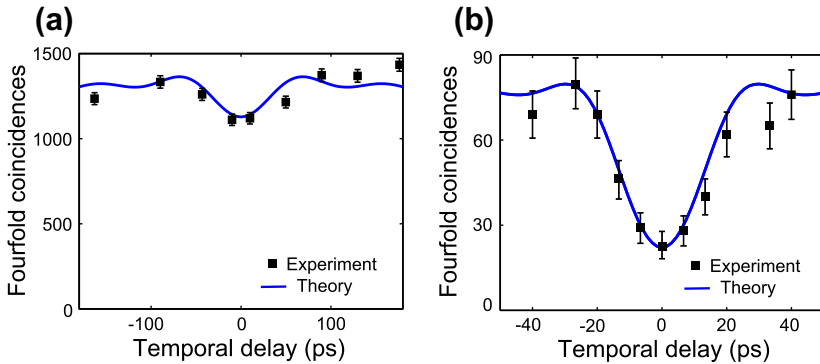 (a)
Fourfold coincidences
1500
1000
500
0
-100
0
100
Experiment
Theory
Temporal delay (ps)
(b)
Fourfold coincidences
90
60
30
0
-40
-20
0
20
40
Experiment
Theory
Temporal delay (ps)